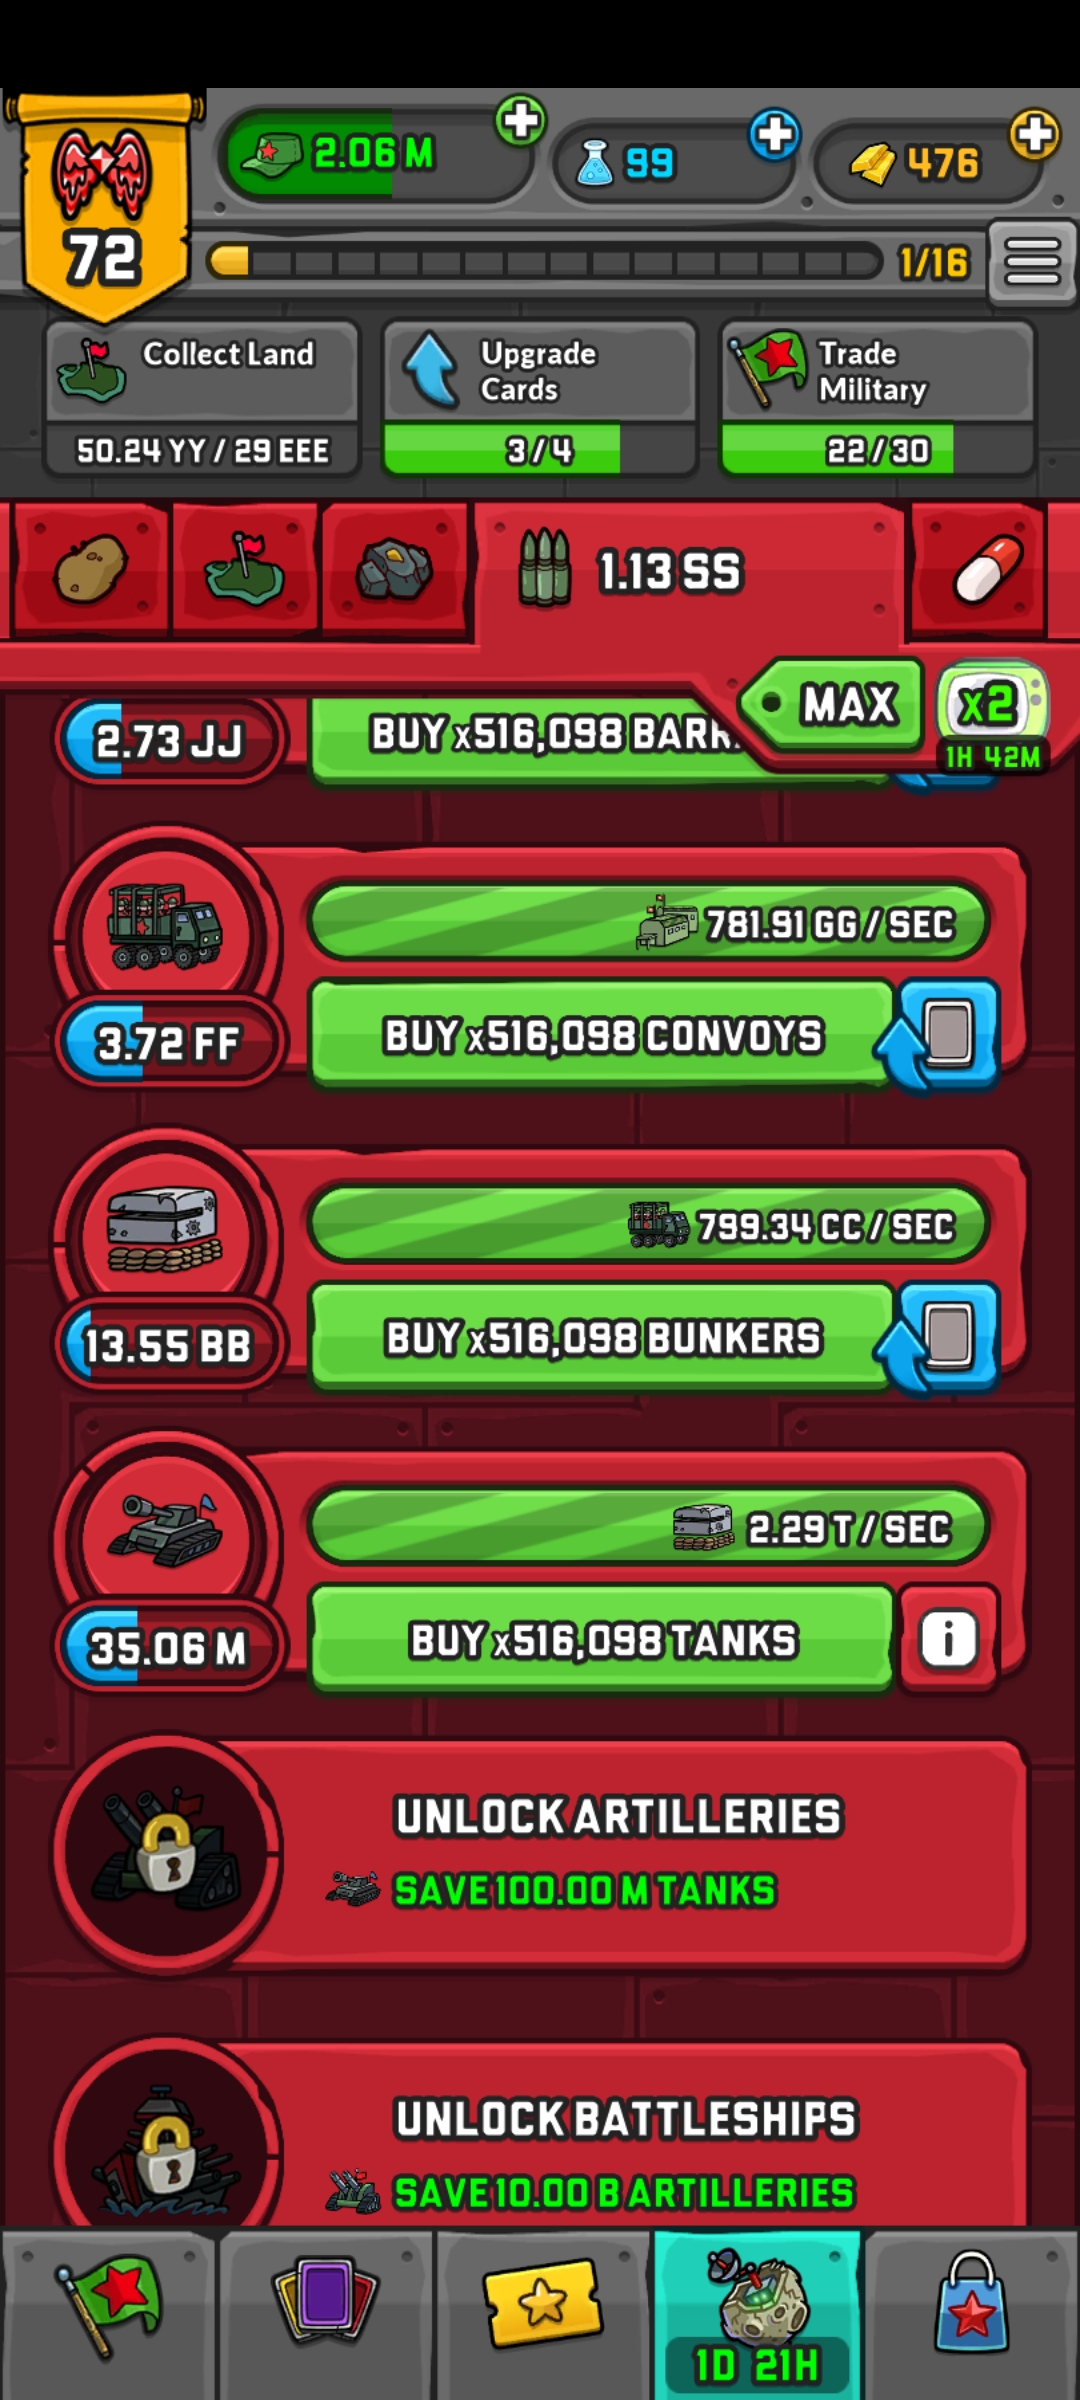 2.06 M
99
476
72
1/16
Collect Land
50.24 YY / 29 EEE
Upgrade
Cards
3/4
Trade
Military
22/30
1.13 SS
MAX
x2
1H 42M
2.73 JJ
BUY x516,098
781.91 GG / SEC
3.72 FF
BUY x516,098 CONVOYS
799.34 CC / SEC
13.55 BB
BUY x516,098 BUNKERS
2.29 T / SEC
35.06 M
BUY x516,098 TANKS
i
UNLOCK ARTILLERIES
SAVE 100.00 M TANKS
UNLOCK BATTLESHIPS
SAVE 10.00 B ARTILLERIES
1D 21H